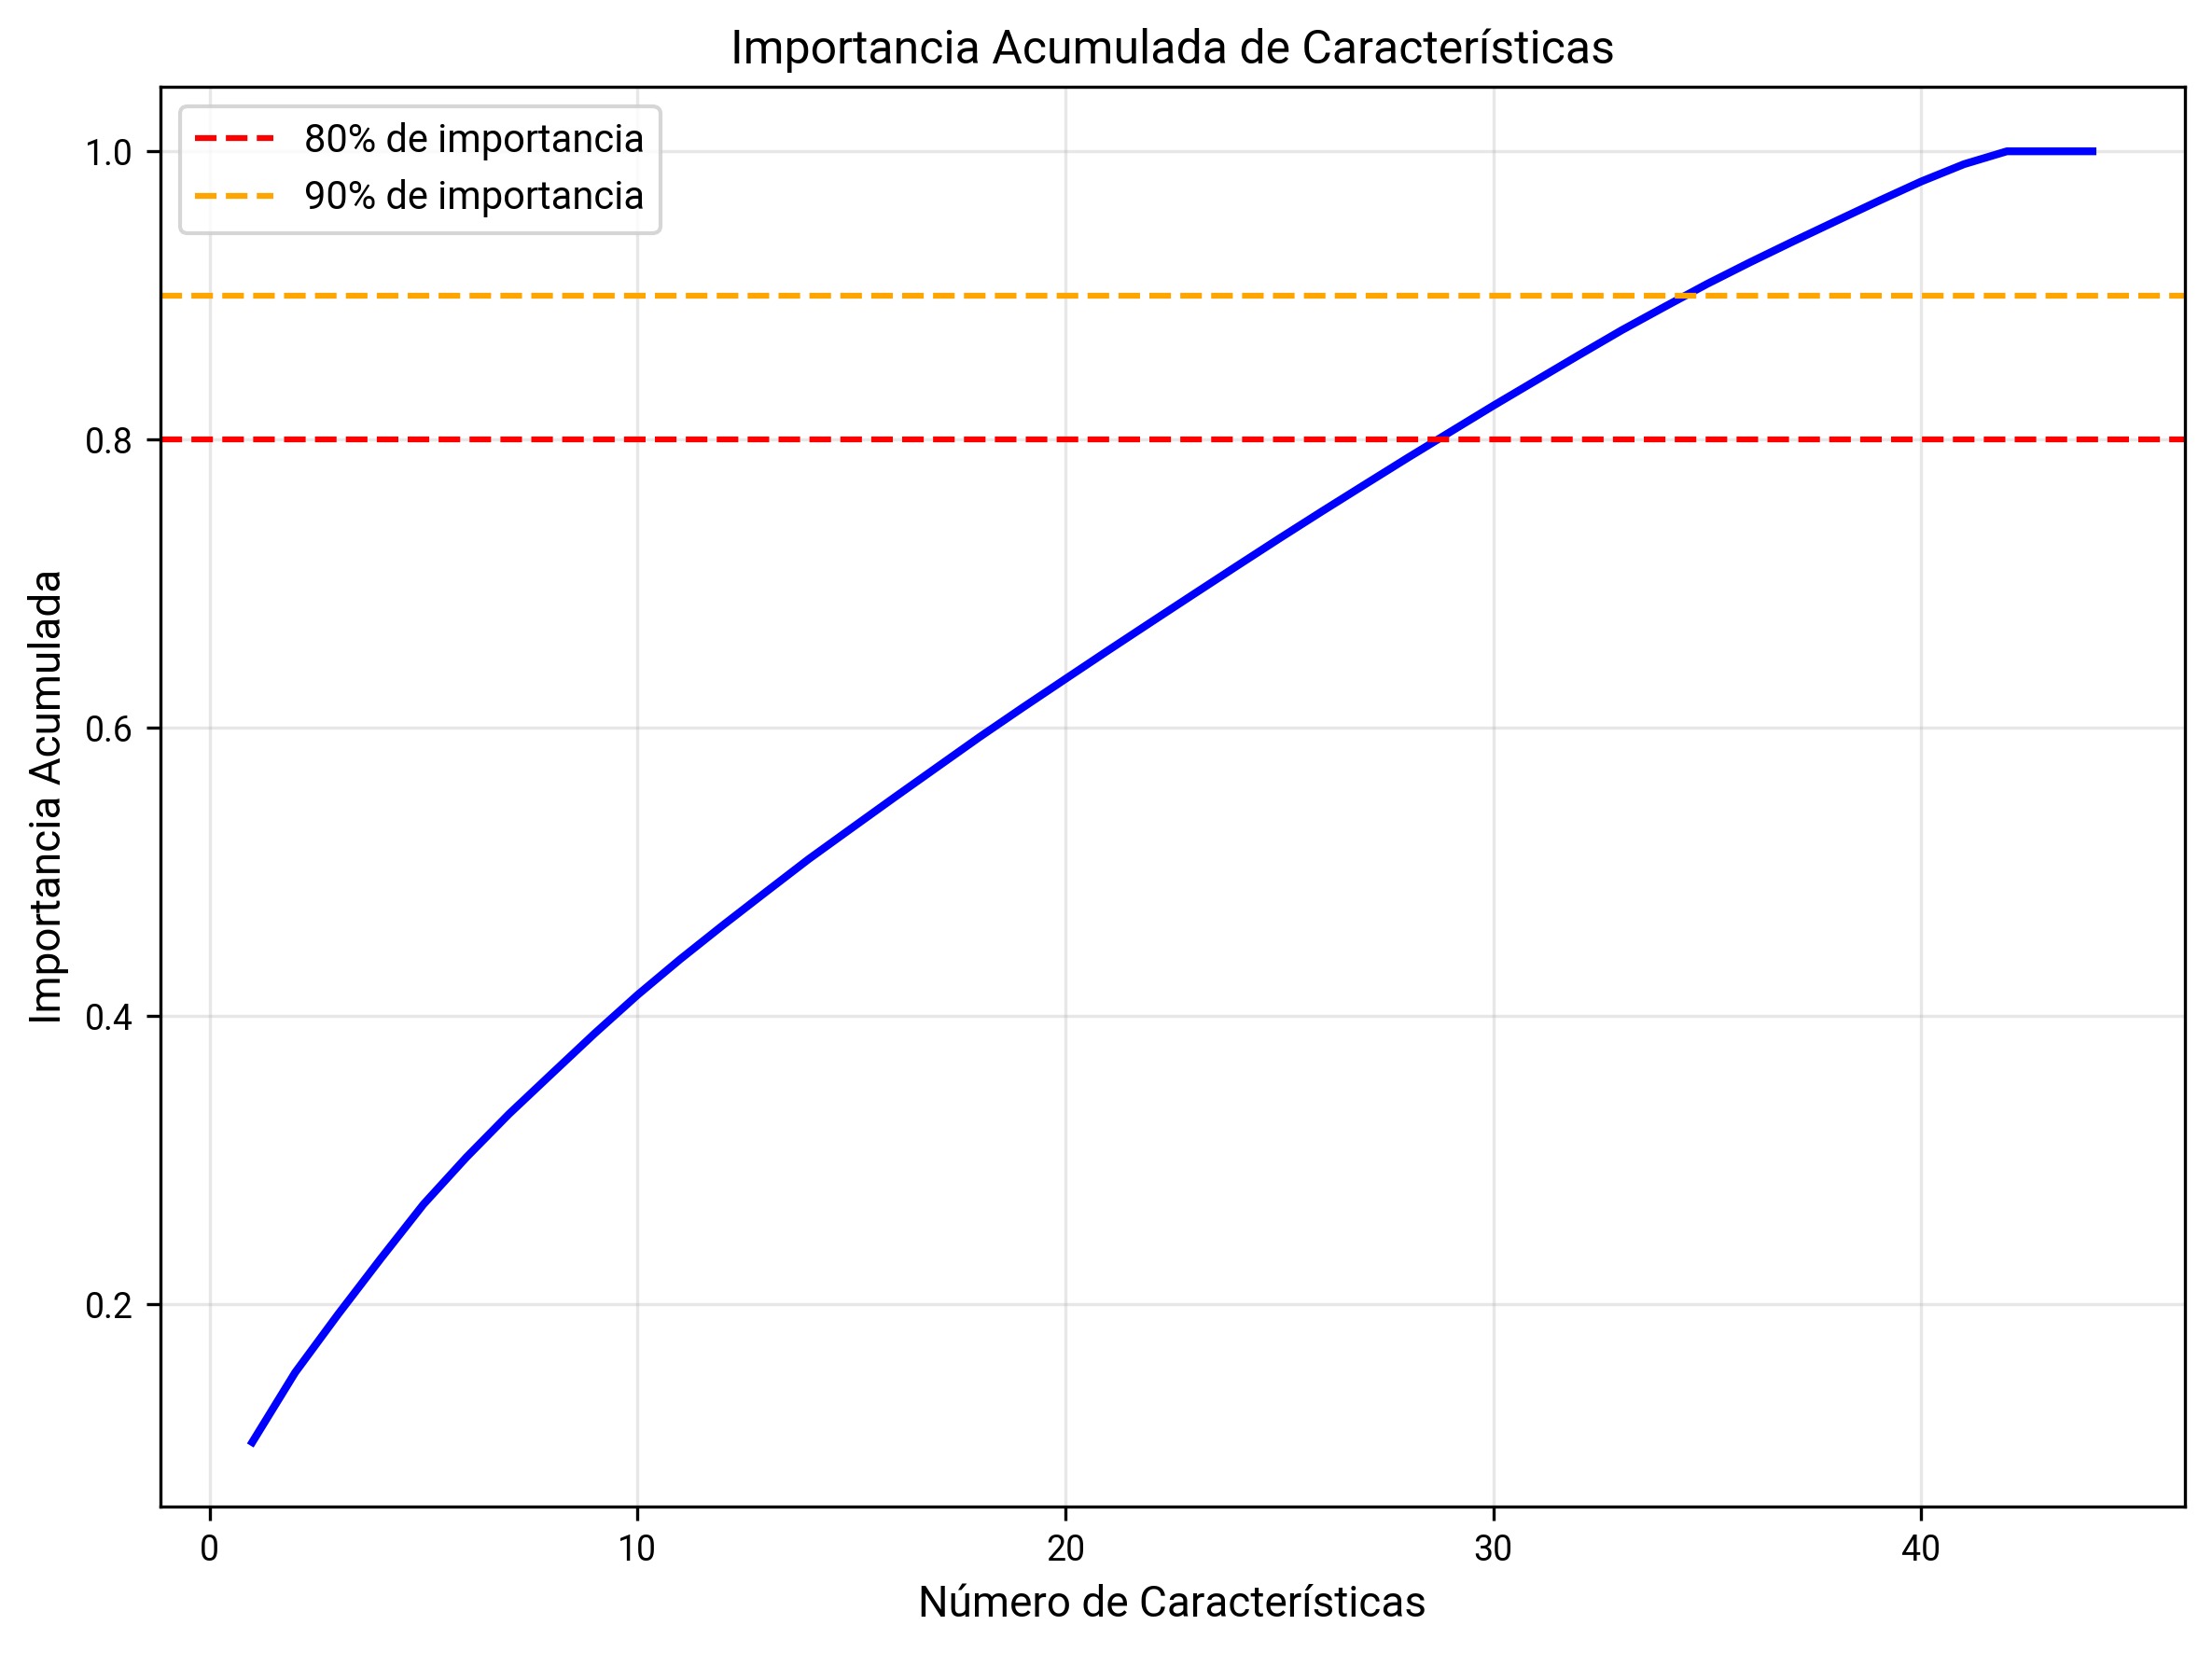 Importancia Acumulada de Características
80% de importancia
90% de importancia
1.0
0.8
0.6
0.4
0.2
Importancia Acumulada
0 10 20 30 40
Número de Características